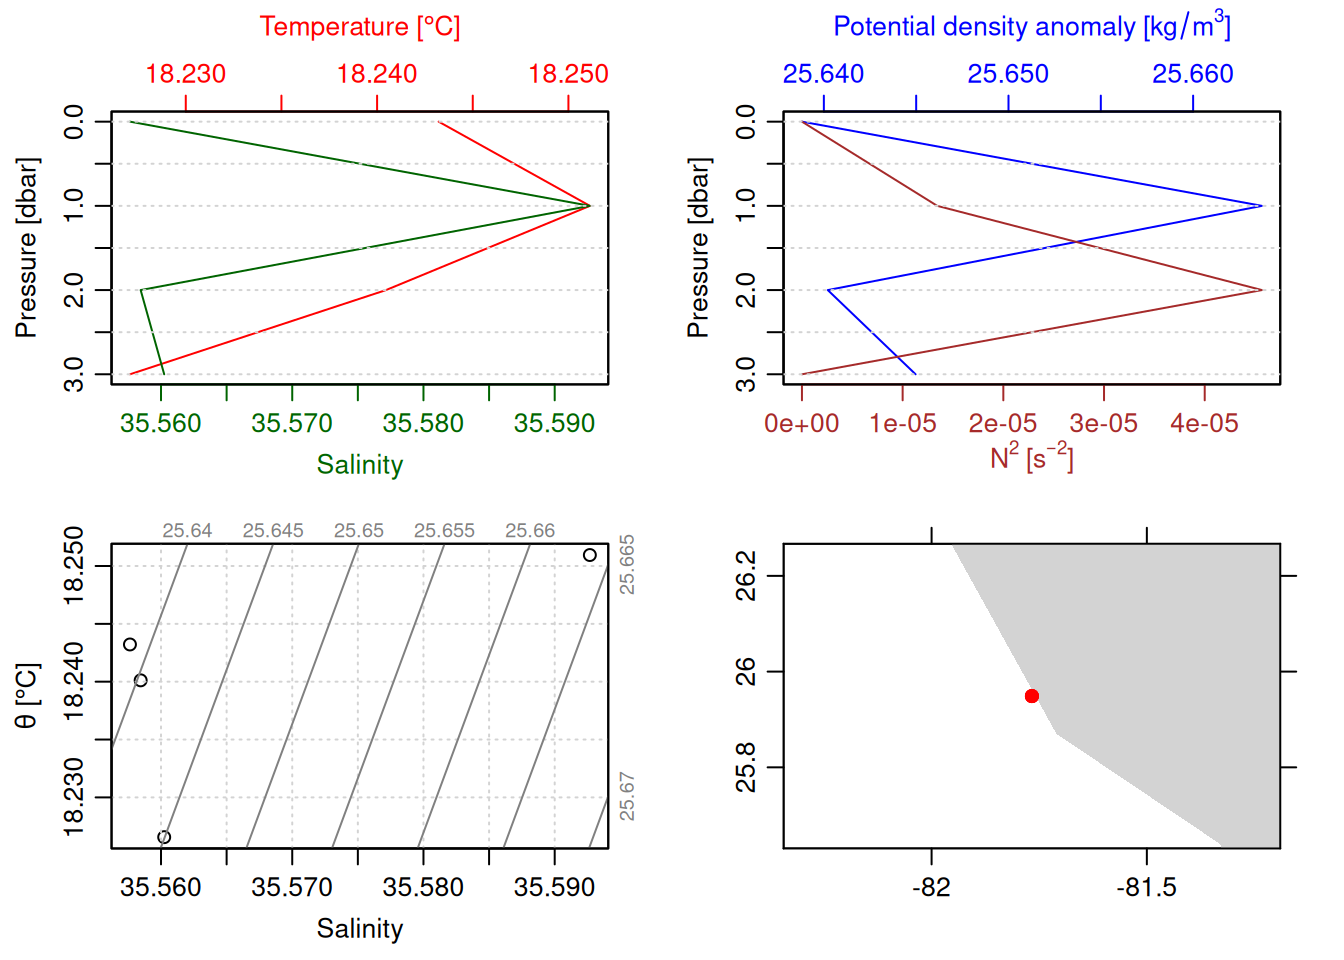 Temperature [°C]
18.230 18.240 18.250
Pressure [dbar]
0.0 1.0 2.0 3.0
35.560 35.570 35.580 35.590
Salinity
Potential density anomaly [kg/m³]
25.640 25.650 25.660
Pressure [dbar]
0.0 1.0 2.0 3.0
0e+00 1e-05 2e-05 3e-05 4e-05
N² [s⁻²]
25.64 25.645 25.65 25.655 25.66
25.665
25.67
θ [°C]
18.250 18.240 18.230
35.560 35.570 35.580 35.590
Salinity
26.2
26
25.8
-82 -81.5